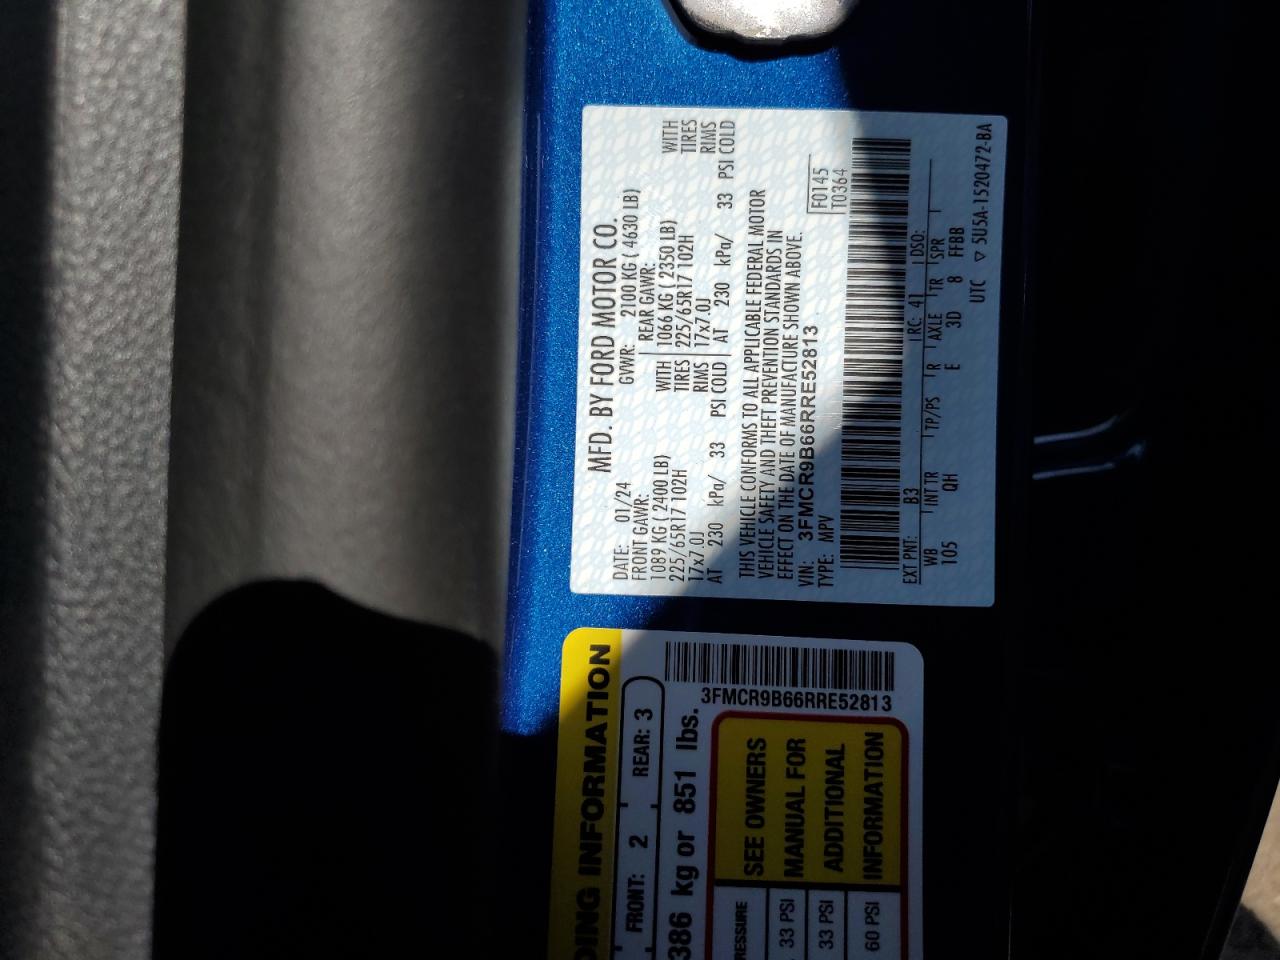 MFD. BY FORD MOTOR CO.
DATE: 01/24 GVWR: 2100 KG ( 4630 LB)
FRONT GAWR: REAR GAWR:
1089 KG ( 2400 LB) WITH 1066 KG ( 2350 LB) WITH
225/65R17 102H TIRES 225/65R17 102H TIRES
17x7.0J RIMS 17x7.0J RIMS
AT 230 kPa/ 33 PSI COLD AT 230 kPa/ 33 PSI COLD
THIS VEHICLE CONFORMS TO ALL APPLICABLE FEDERAL MOTOR
VEHICLE SAFETY AND THEFT PREVENTION STANDARDS IN
EFFECT ON THE DATE OF MANUFACTURE SHOWN ABOVE.
VIN: 3FMCR9B66RRE52813 F0145
TYPE: MPV T0364
EXT PNT: B3 RC: 41 DSO:
WB INT TR TP/PS R AXLE TR SPR
105 QH E 3D 8 FFBB
UTC ▽ 5U5A-1520472-BA
DING INFORMATION
FRONT: 2 REAR: 3
386 kg or 851 lbs.
3FMCR9B66RRE52813
RESSURE
33 PSI
33 PSI
60 PSI
SEE OWNERS
MANUAL FOR
ADDITIONAL
INFORMATION